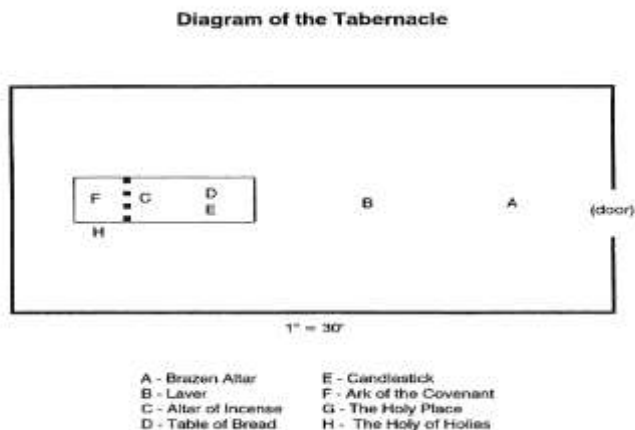 Diagram of the Tabernacle
F C D
E
B A (door)
H
1" = 30'
A - Brazen Altar
B - Laver
C - Altar of Incense
D - Table of Bread
E - Candlestick
F - Ark of the Covenant
G - The Holy Place
H - The Holy of Holies